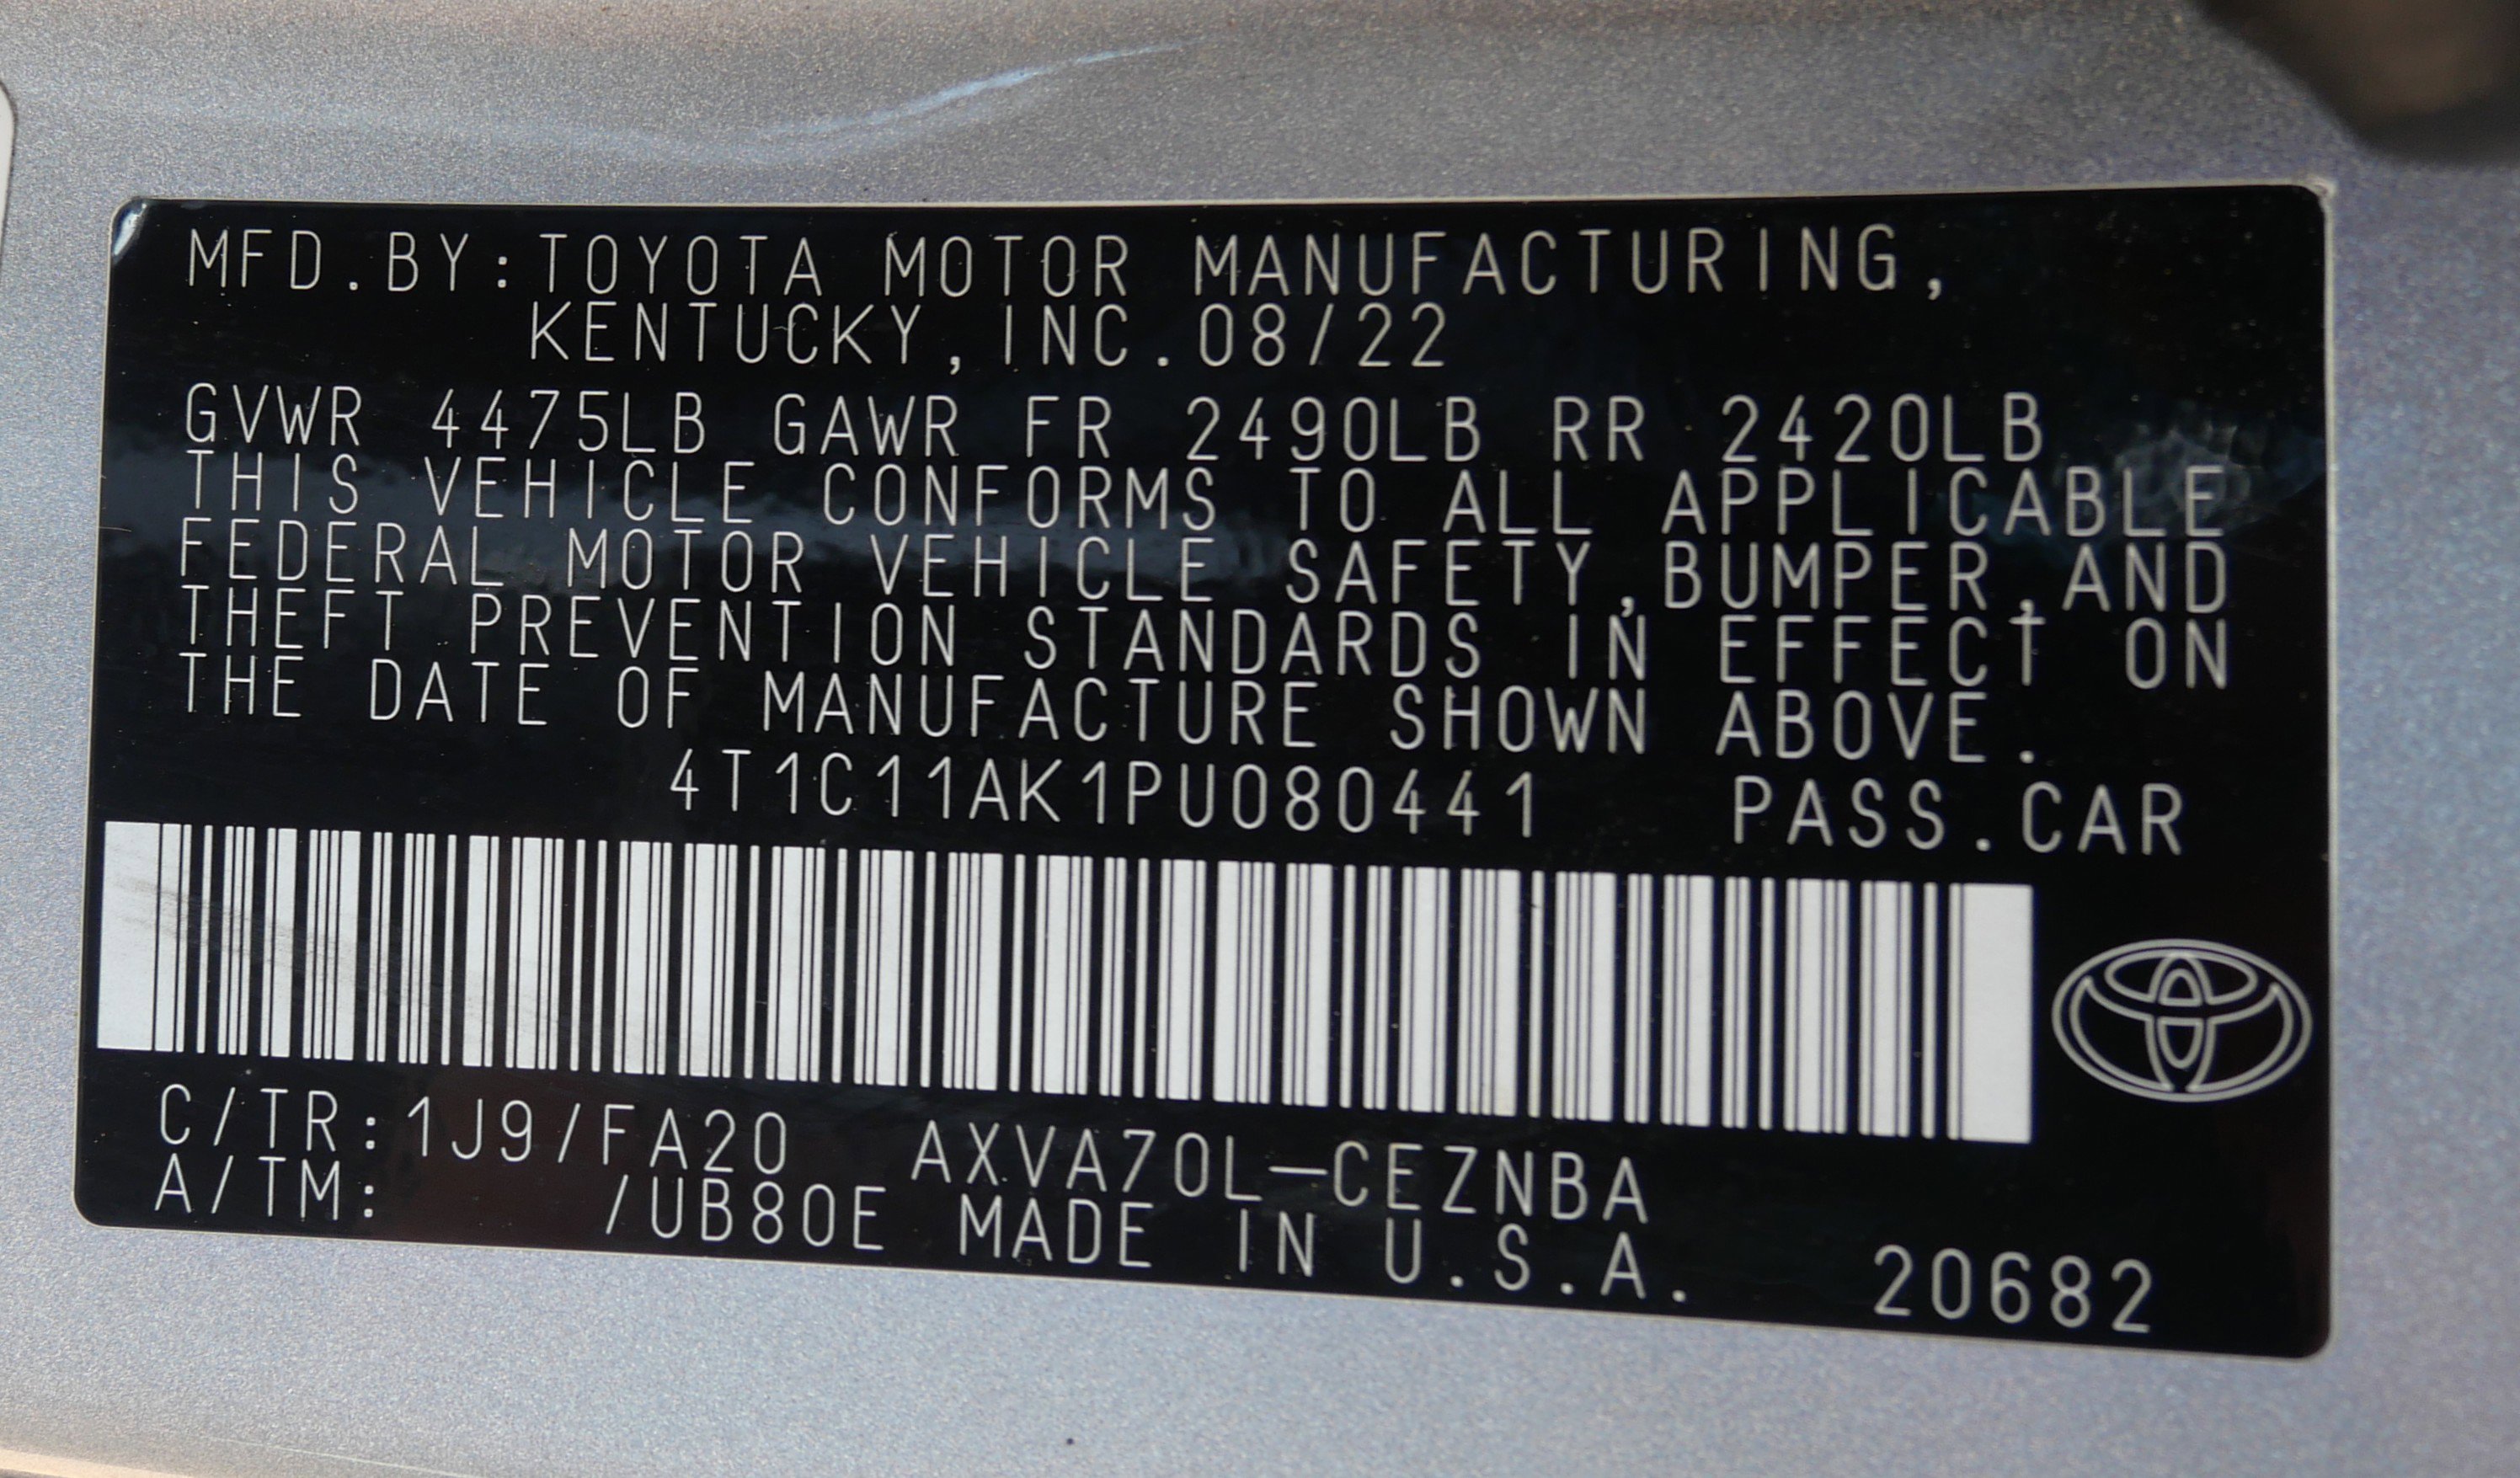 MFD.BY:TOYOTA MOTOR MANUFACTURING,
KENTUCKY,INC.08/22
GVWR 4475LB GAWR FR 2490LB RR 2420LB
THIS VEHICLE CONFORMS TO ALL APPLICABLE
FEDERAL MOTOR VEHICLE SAFETY,BUMPER,AND
THEFT PREVENTION STANDARDS IN EFFECT ON
THE DATE OF MANUFACTURE SHOWN ABOVE.
4T1C11AK1PU080441 PASS.CAR
C/TR:1J9/FA20 AXVA70L-CEZNBA
A/TM: /UB80E MADE IN U.S.A. 20682